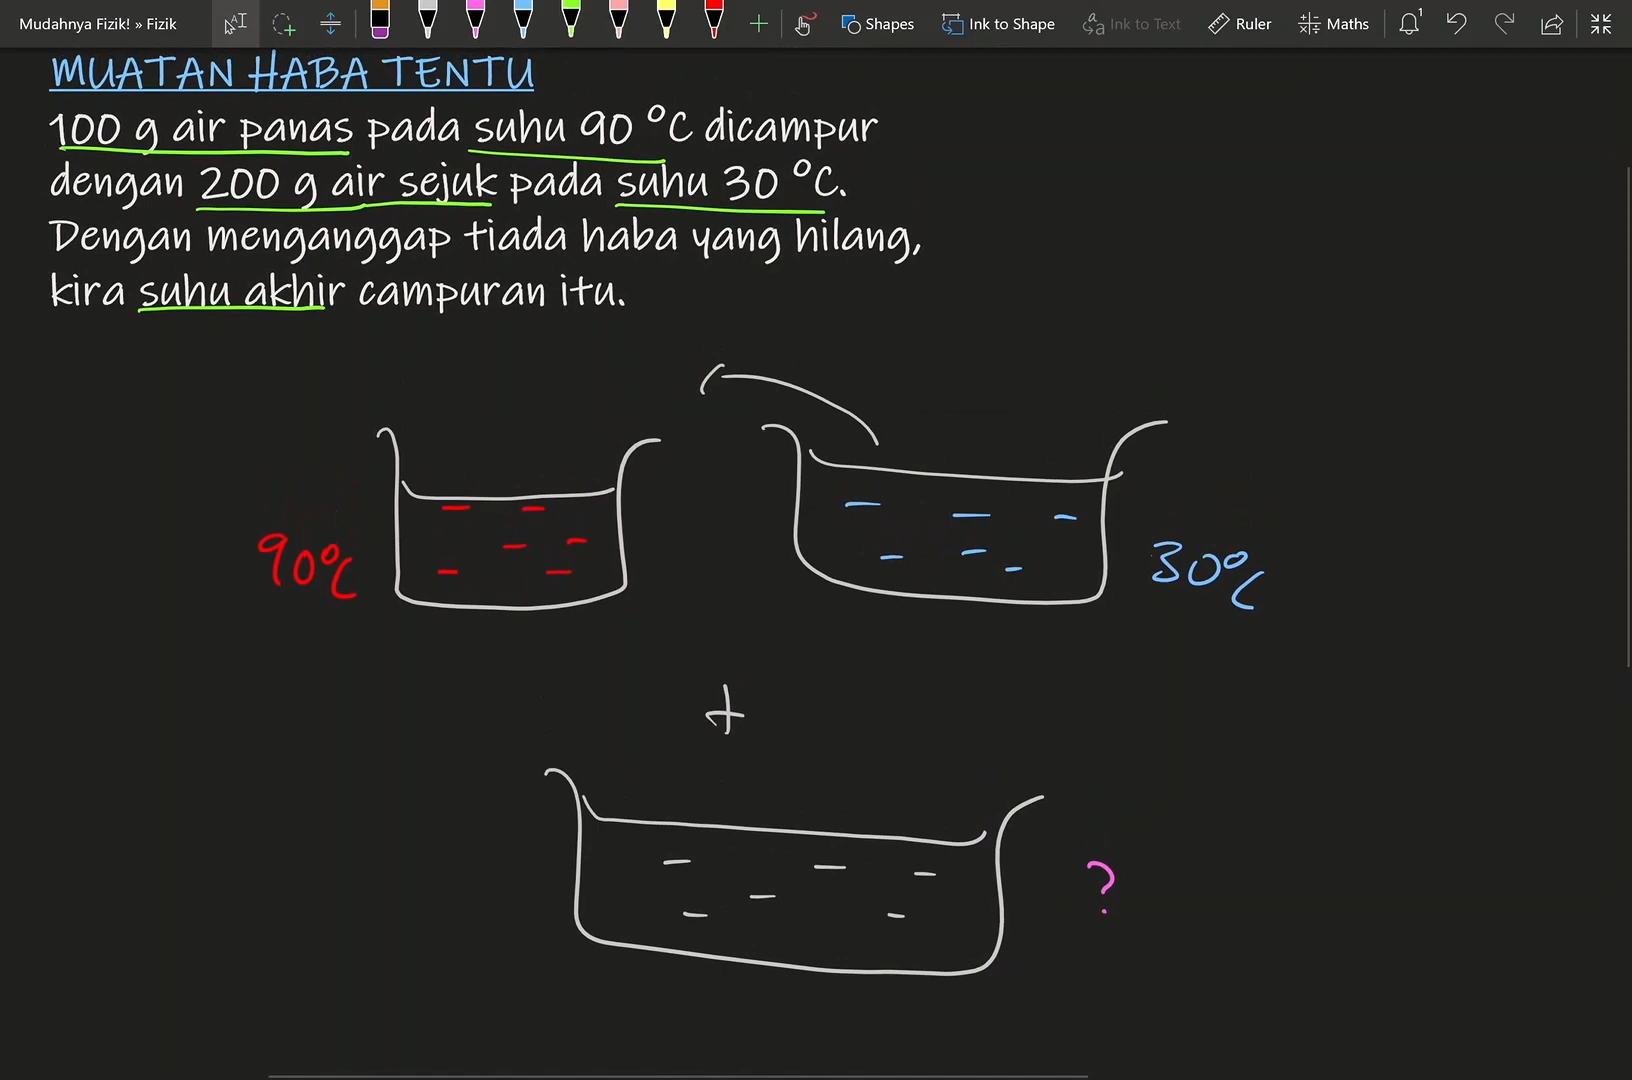 Mudahnya Fizik! » Fizik
Shapes
Ink to Shape
Ink to Text
Ruler
Maths
1
MUATAN HABA TENTU
100 g air panas pada suhu 90 °C dicampur
dengan 200 g air sejuk pada suhu 30 °C.
Dengan menganggap tiada haba yang hilang,
kira suhu akhir campuran itu.
90°C
30°C
+
?